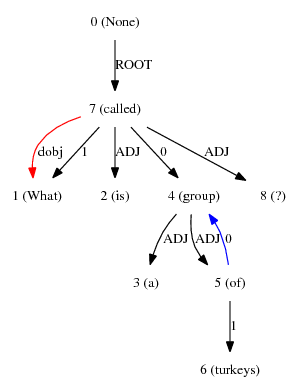 0 (None)
ROOT
7 (called)
dobj 1 ADJ 0 ADJ
1 (What) 2 (is) 4 (group) 8 (?)
ADJ ADJ 0
3 (a) 5 (of)
1
6 (turkeys)